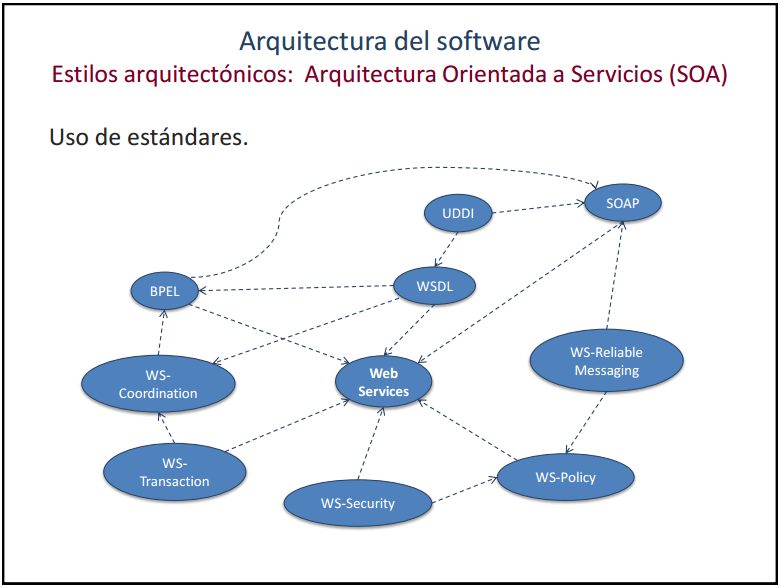 Arquitectura del software
Estilos arquitectónicos: Arquitectura Orientada a Servicios (SOA)
Uso de estándares.
SOAP
UDDI
WSDL
BPEL
WS-Reliable
Messaging
Web
Services
WS-
Coordination
WS-
Transaction
WS-Policy
WS-Security